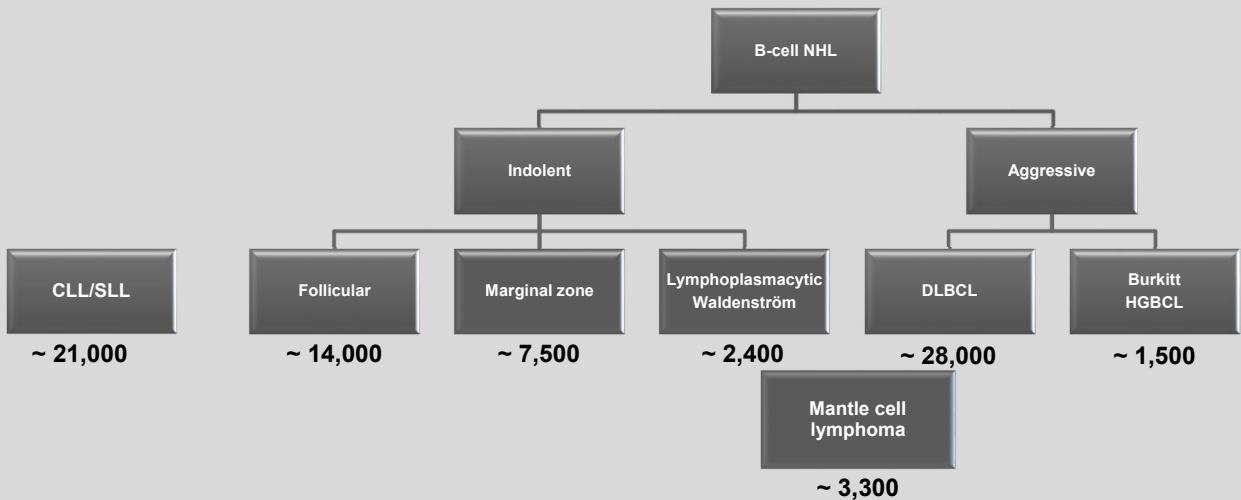 B-cell NHL
Indolent
Aggressive
CLL/SLL
Follicular
Marginal zone
Lymphoplasmacytic
Waldenström
DLBCL
Burkitt
HGBCL
~ 21,000
~ 14,000
~ 7,500
~ 2,400
~ 28,000
~ 1,500
Mantle cell
lymphoma
~ 3,300